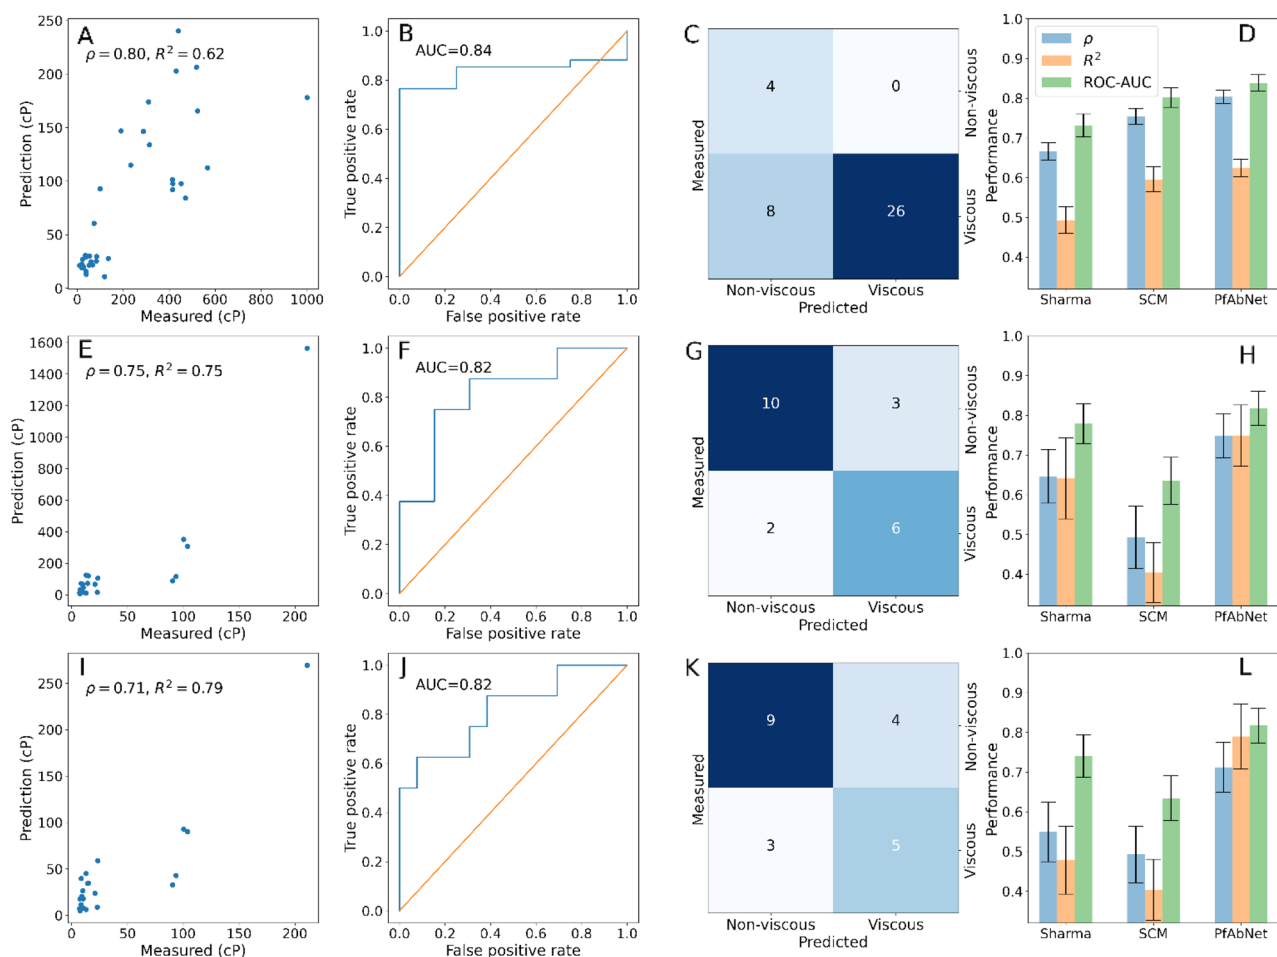 A
ρ = 0.80, R² = 0.62
250
200
150
100
50
0
Prediction (cP)
0
200
400
600
800
1000
Measured (cP)
B
AUC=0.84
1.0
0.8
0.6
0.4
0.2
0.0
True positive rate
0.0
0.2
0.4
0.6
0.8
1.0
False positive rate
C
4
0
8
26
Measured
Non-viscous
Viscous
Non-viscous
Viscous
Predicted
D
ρ
R²
ROC-AUC
1.0
0.9
0.8
0.7
0.6
0.5
0.4
Performance
Sharma
SCM
PfAbNet
E
ρ = 0.75, R² = 0.75
1600
1400
1200
1000
800
600
400
200
0
Prediction (cP)
0
50
100
150
200
Measured (cP)
F
AUC=0.82
1.0
0.8
0.6
0.4
0.2
0.0
True positive rate
0.0
0.2
0.4
0.6
0.8
1.0
False positive rate
G
10
3
2
6
Measured
Non-viscous
Viscous
Non-viscous
Viscous
Predicted
H
1.0
0.9
0.8
0.7
0.6
0.5
0.4
Performance
Sharma
SCM
PfAbNet
I
ρ = 0.71, R² = 0.79
250
200
150
100
50
0
Prediction (cP)
0
50
100
150
200
Measured (cP)
J
AUC=0.82
1.0
0.8
0.6
0.4
0.2
0.0
True positive rate
0.0
0.2
0.4
0.6
0.8
1.0
False positive rate
K
9
4
3
5
Measured
Non-viscous
Viscous
Non-viscous
Viscous
Predicted
L
1.0
0.9
0.8
0.7
0.6
0.5
0.4
Performance
Sharma
SCM
PfAbNet